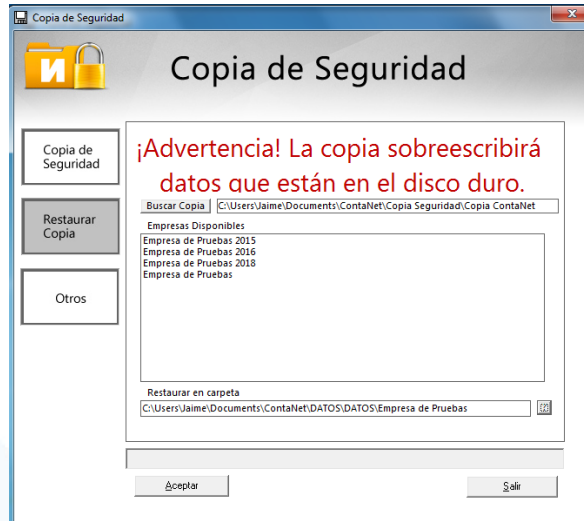 Copia de Seguridad
Copia de Seguridad
Copia de
Seguridad
Restaurar
Copia
Otros
¡Advertencia! La copia sobreescribirá
datos que están en el disco duro.
Buscar Copia C:\Users\Jaime\Documents\ContaNet\Copia Seguridad\Copia ContaNet
Empresas Disponibles
Empresa de Pruebas 2015
Empresa de Pruebas 2016
Empresa de Pruebas 2018
Empresa de Pruebas
Restaurar en carpeta
C:\Users\Jaime\Documents\ContaNet\DATOS\DATOS\Empresa de Pruebas
Aceptar
Salir